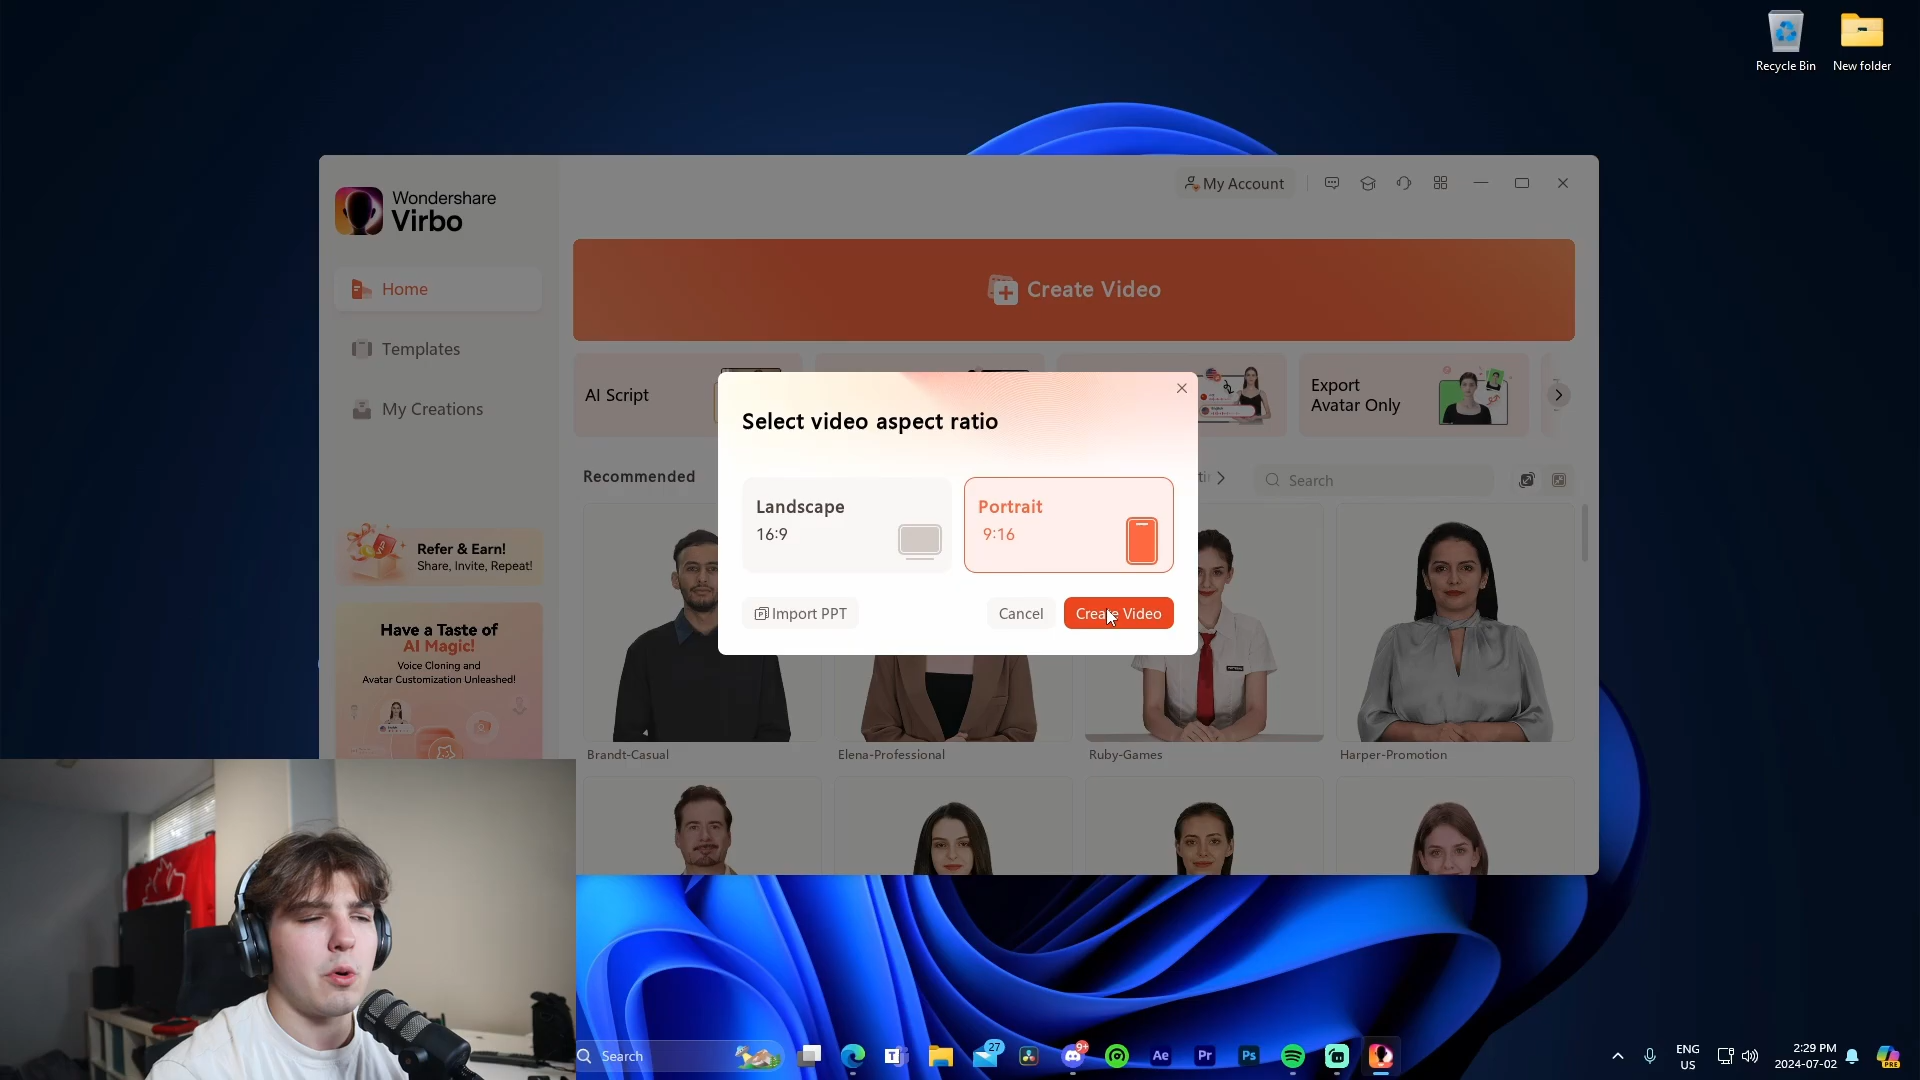 Recycle Bin
New folder
Wondershare
Virbo
My Account
Home
Templates
My Creations
Create Video
AI Script
Export
Avatar Only
Select video aspect ratio
Landscape
16:9
Portrait
9:16
Import PPT
Cancel
Create Video
Recommended
Search
Refer & Earn!
Share, Invite, Repeat!
Have a Taste of
AI Magic!
Voice Cloning and
Avatar Customization Unleashed!
Brandt-Casual
Elena-Professional
Ruby-Games
Harper-Promotion
Search
27
9+
Ae
Pr
Ps
ENG
US
2:29 PM
2024-07-02
PRE